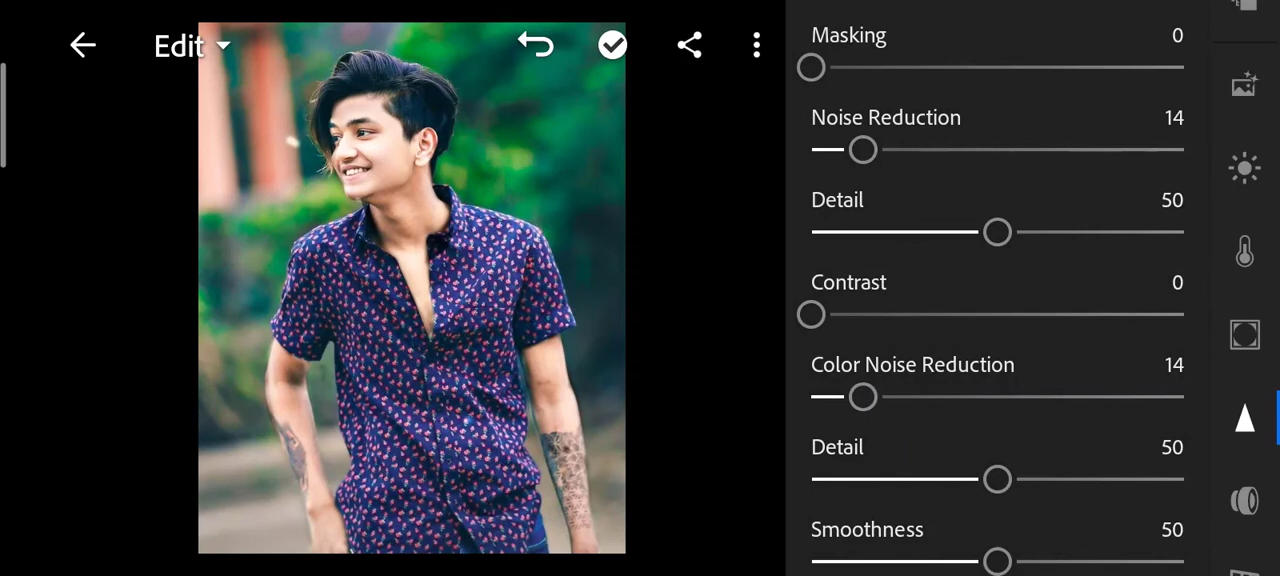 Edit
Masking 0
Noise Reduction 14
Detail 50
Contrast 0
Color Noise Reduction 14
Detail 50
Smoothness 50